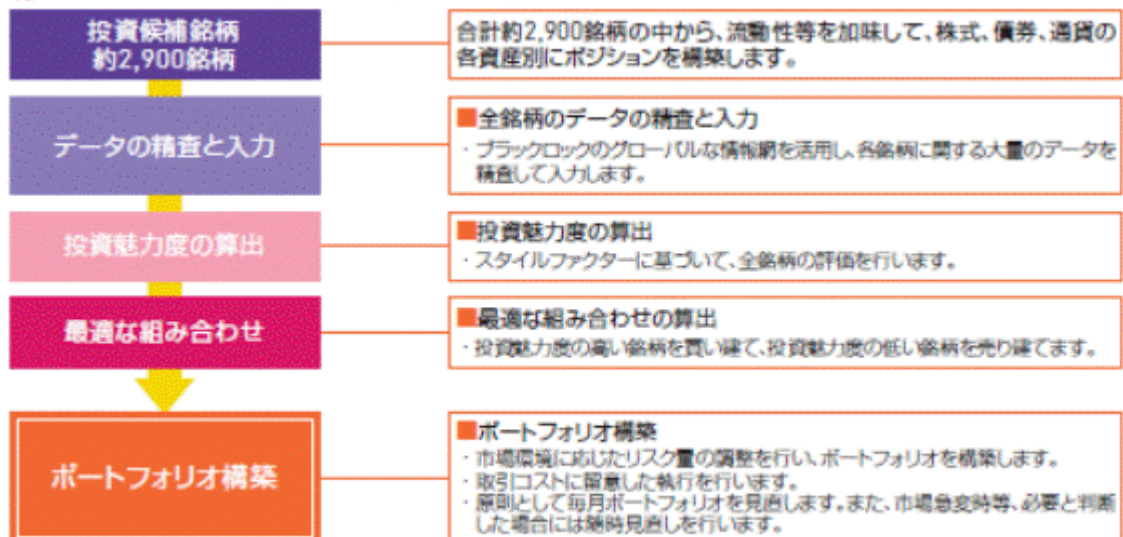 投資候補銘柄
約2,900銘柄
合計約2,900銘柄の中から、流動性等を加味して、株式、債券、通貨の
各資産別にポジションを構築します。
データの精査と入力
■全銘柄のデータの精査と入力
・ブラックロックのグローバルな情報網を活用し、各銘柄に関する大量のデータを
精査して入力します。
投資魅力度の算出
■投資魅力度の算出
・スタイルファクターに基づいて、全銘柄の評価を行います。
最適な組み合わせ
■最適な組み合わせの算出
・投資魅力度の高い銘柄を買い建て、投資魅力度の低い銘柄を売り建てます。
ポートフォリオ構築
■ポートフォリオ構築
・市場環境に応じたリスク量の調整を行い、ポートフォリオを構築します。
・取引コストに留意した執行を行います。
・原則として毎月ポートフォリオを見直します。また、市場急変時等、必要と判断
した場合には随時見直しを行います。